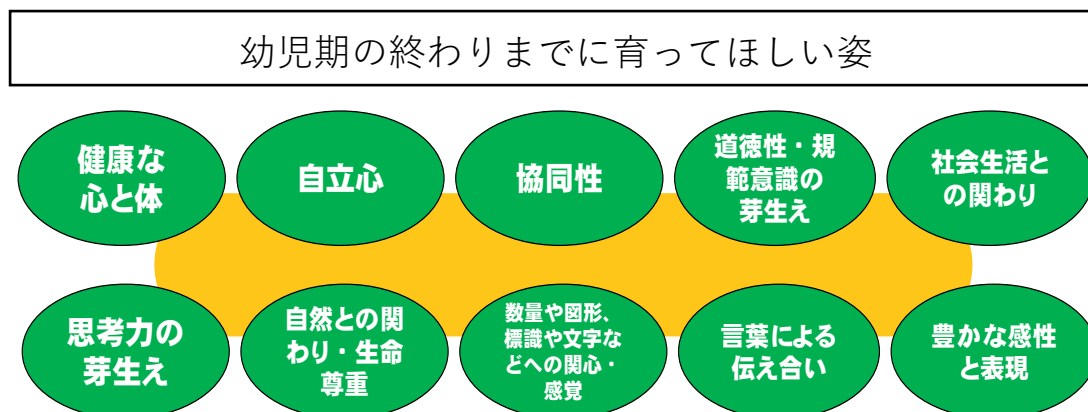 幼児期の終わりまでに育ってほしい姿
健康な
心と体
自立心
協同性
道徳性・規
範意識の
芽生え
社会生活と
の関わり
思考力の
芽生え
自然との関
わり・生命
尊重
数量や図形、
標識や文字な
どへの関心・
感覚
言葉による
伝え合い
豊かな感性
と表現